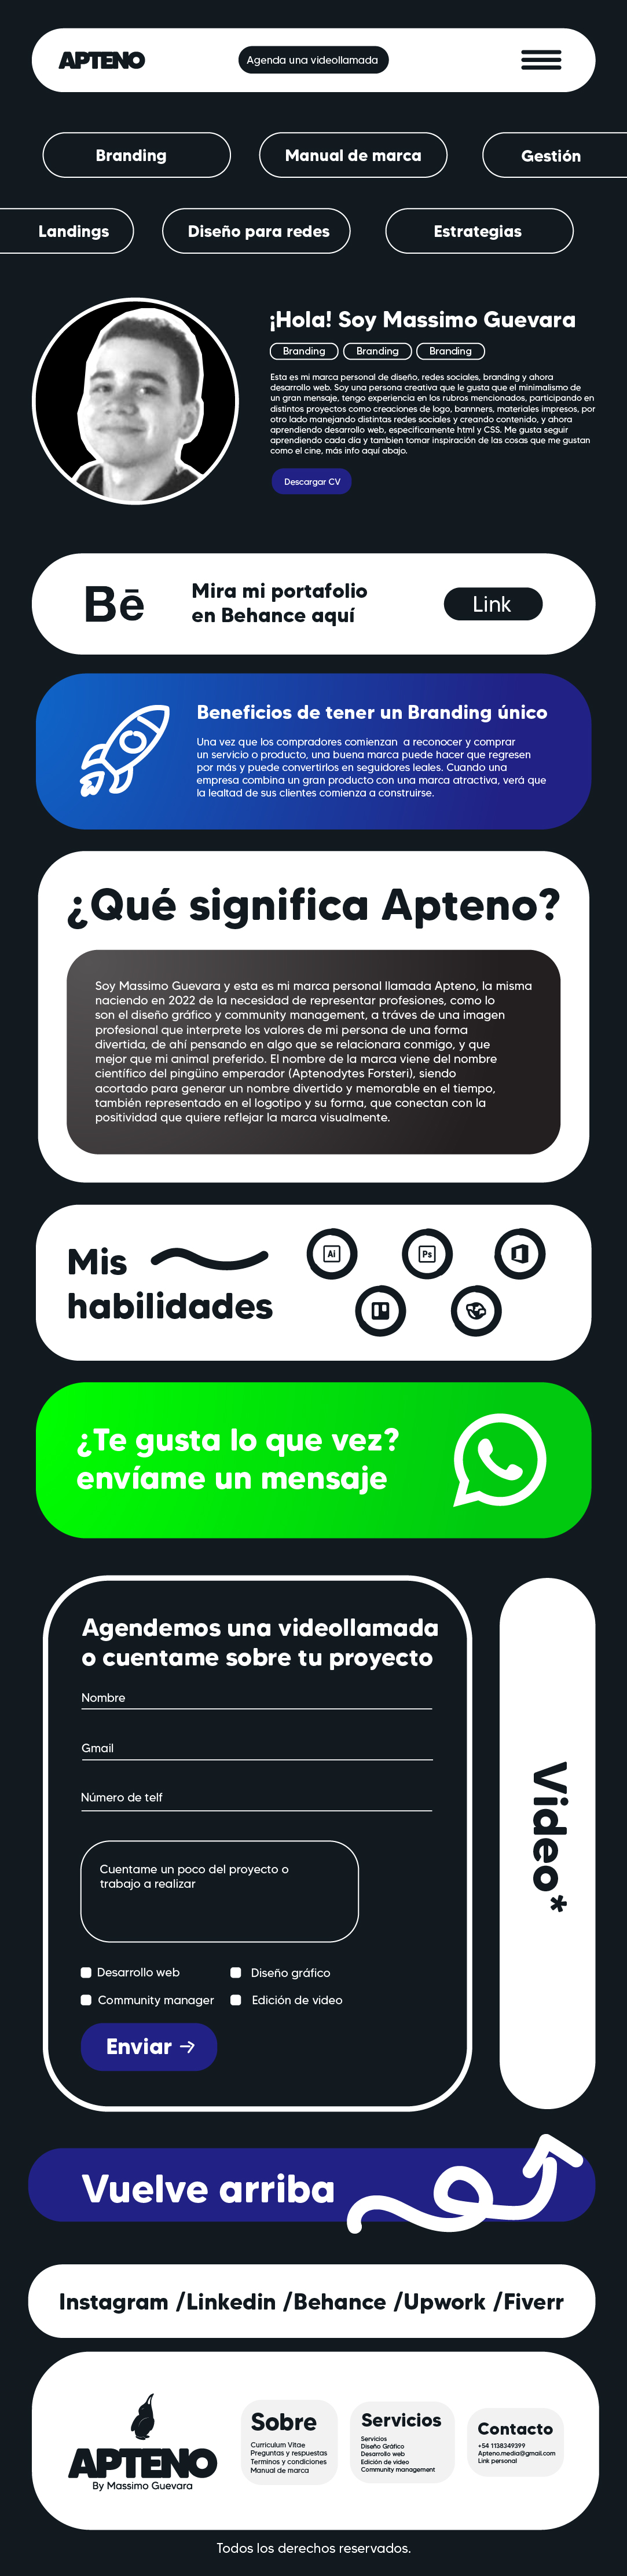 APTENO
Agenda una videollamada
Branding
Manual de marca
Gestión
Landings
Diseño para redes
Estrategias
¡Hola! Soy Massimo Guevara
Branding
Branding
Branding
Esta es mi marca personal de diseño, redes sociales, branding y ahora
desarrollo web. Soy una persona creativa que le gusta que el minimalismo de
un gran mensaje, tengo experiencia en los rubros mencionados, participando en
distintos proyectos como creaciones de logo, bannners, materiales impresos, por
otro lado manejando distintas redes sociales y creando contenido, y ahora
aprendiendo desarrollo web, especificamente html y CSS. Me gusta seguir
aprendiendo cada día y tambien tomar inspiración de las cosas que me gustan
como el cine, más info aquí abajo.
Descargar CV
Bē
Mira mi portafolio
en Behance aquí
Link
Beneficios de tener un Branding único
Una vez que los compradores comienzan a reconocer y comprar
un servicio o producto, una buena marca puede hacer que regresen
por más y puede convertirlos en seguidores leales. Cuando una
empresa combina un gran producto con una marca atractiva, verá que
la lealtad de sus clientes comienza a construirse.
¿Qué significa Apteno?
Soy Massimo Guevara y esta es mi marca personal llamada Apteno, la misma
naciendo en 2022 de la necesidad de representar profesiones, como lo
son el diseño gráfico y community management, a tráves de una imagen
profesional que interprete los valores de mi persona de una forma
divertida, de ahí pensando en algo que se relacionara conmigo, y que
mejor que mi animal preferido. El nombre de la marca viene del nombre
científico del pingüino emperador (Aptenodytes Forsteri), siendo
acortado para generar un nombre divertido y memorable en el tiempo,
también representado en el logotipo y su forma, que conectan con la
positividad que quiere reflejar la marca visualmente.
Mis
habilidades
Ai
Ps
¿Te gusta lo que vez?
envíame un mensaje
Agendemos una videollamada
o cuentame sobre tu proyecto
Nombre
Gmail
Número de telf
Cuentame un poco del proyecto o
trabajo a realizar
Desarrollo web
Diseño gráfico
Community manager
Edición de video
Enviar
Video*
Vuelve arriba
Instagram /Linkedin /Behance /Upwork /Fiverr
APTENO
By Massimo Guevara
Sobre
Curriculum Vitae
Preguntas y respuestas
Terminos y condiciones
Manual de marca
Servicios
Servicios
Diseño Gráfico
Desarrollo web
Edición de video
Community management
Contacto
+54 1138349399
Apteno.media@gmail.com
Link personal
Todos los derechos reservados.